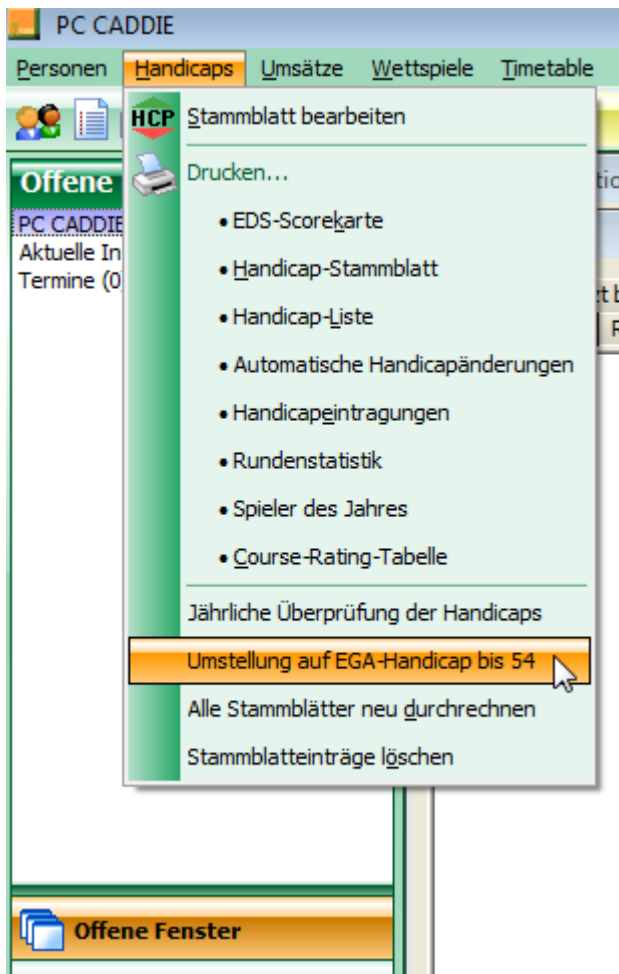 PC CADDIE
Personen Handicaps Umsätze Wettspiele Timetable
HCP Stammblatt bearbeiten
Drucken...
Offene
PC CADDIE
• EDS-Scorekarte
Aktuelle In
Termine (0
• Handicap-Stammblatt
• Handicap-Liste
• Automatische Handicapänderungen
• Handicapeintragungen
• Rundenstatistik
• Spieler des Jahres
• Course-Rating-Tabelle
Jährliche Überprüfung der Handicaps
Umstellung auf EGA-Handicap bis 54
Alle Stammblätter neu durchrechnen
Stammblatteinträge löschen
Offene Fenster